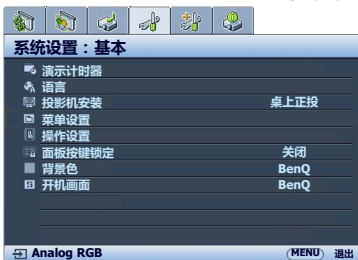 系统设置：基本
演示计时器
语言
投影机安装 桌上正投
菜单设置
操作设置
面板按键锁定 关闭
背景色 BenQ
开机画面 BenQ
Analog RGB MENU 退出